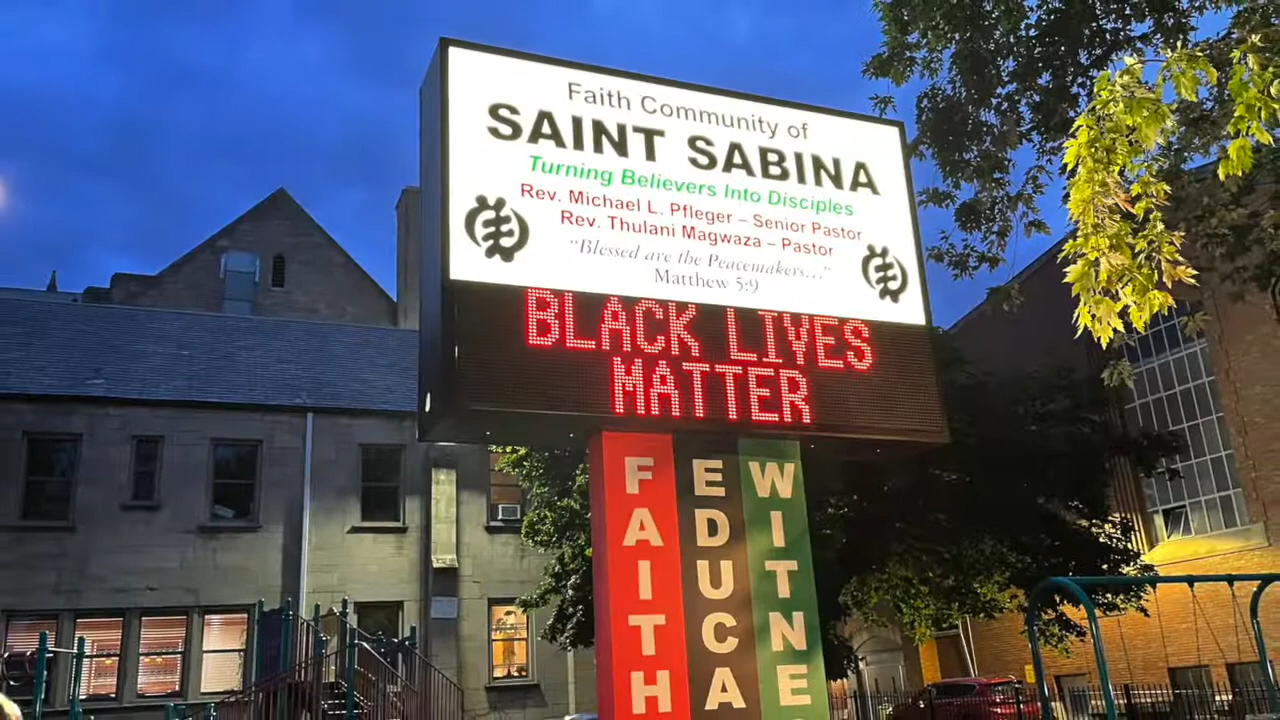 Faith Community of
SAINT SABINA
Turning Believers Into Disciples
Rev. Michael L. Pfleger – Senior Pastor
Rev. Thulani Magwaza – Pastor
“Blessed are the Peacemakers...”
Matthew 5:9
BLACK LIVES
MATTER
FAITH
EDUCA
WITNE